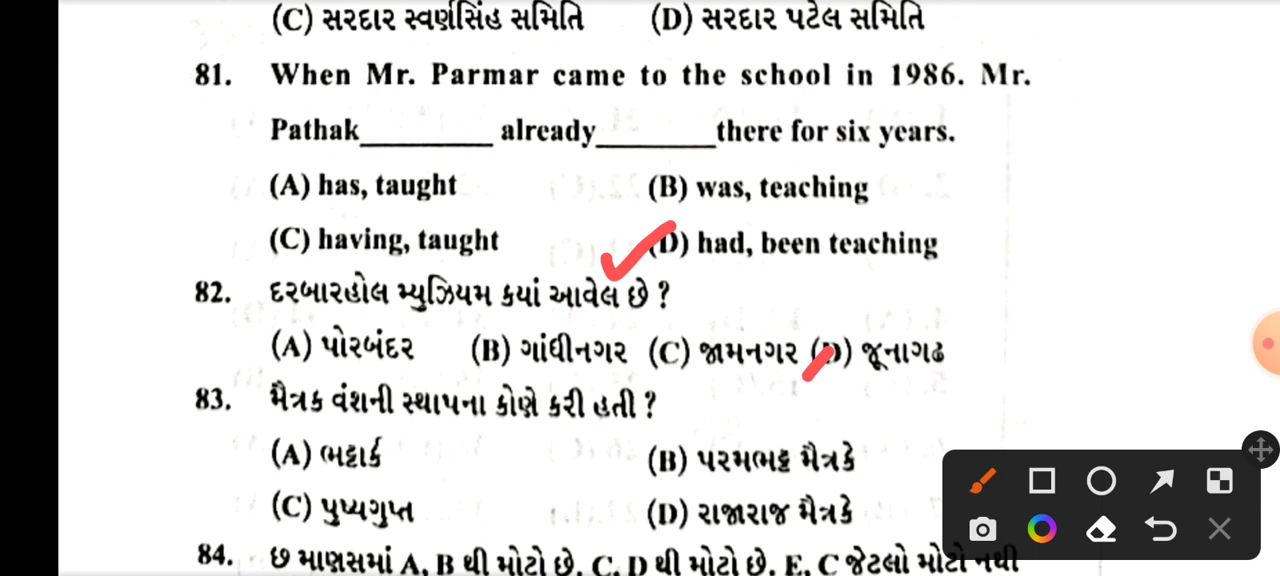 (C) સરદાર સ્વર્ણસિંહ સમિતિ (D) સરદાર પટેલ સમિતિ
81. When Mr. Parmar came to the school in 1986. Mr.
Pathak_________ already________there for six years.
(A) has, taught (B) was, teaching
(C) having, taught (D) had, been teaching
82. દરબારહોલ મ્યુઝિયમ કયાં આવેલ છે ?
(A) પોરબંદર (B) ગાંધીનગર (C) જામનગર (D) જૂનાગઢ
83. મૈત્રક વંશની સ્થાપના કોણે કરી હતી ?
(A) ભટ્ટાર્ક (B) પરમભટ્ટ મૈત્રકે
(C) પુષ્યગુપ્ત (D) રાજારાજ મૈત્રકે
84. છ માણસમાં A, B થી મોટો છે. C, D થી મોટો છે. E, C જેટલો મોટો નથી